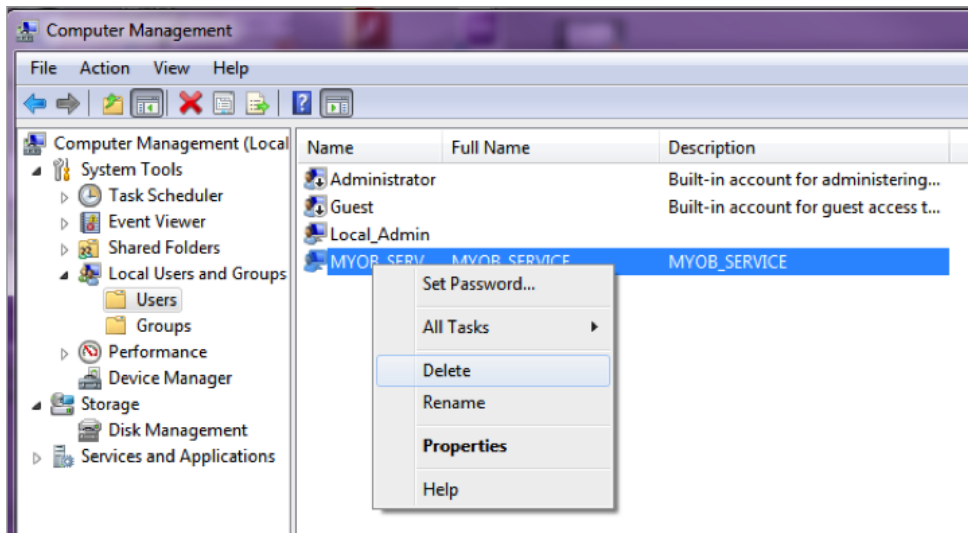 Computer Management
File Action View Help
Computer Management (Local
System Tools
Task Scheduler
Event Viewer
Shared Folders
Local Users and Groups
Users
Groups
Performance
Device Manager
Storage
Disk Management
Services and Applications
Name Full Name Description
Administrator Built-in account for administering...
Guest Built-in account for guest access t...
Local_Admin
MYOB_SERV MYOB_SERVICE MYOB_SERVICE
Set Password...
All Tasks
Delete
Rename
Properties
Help